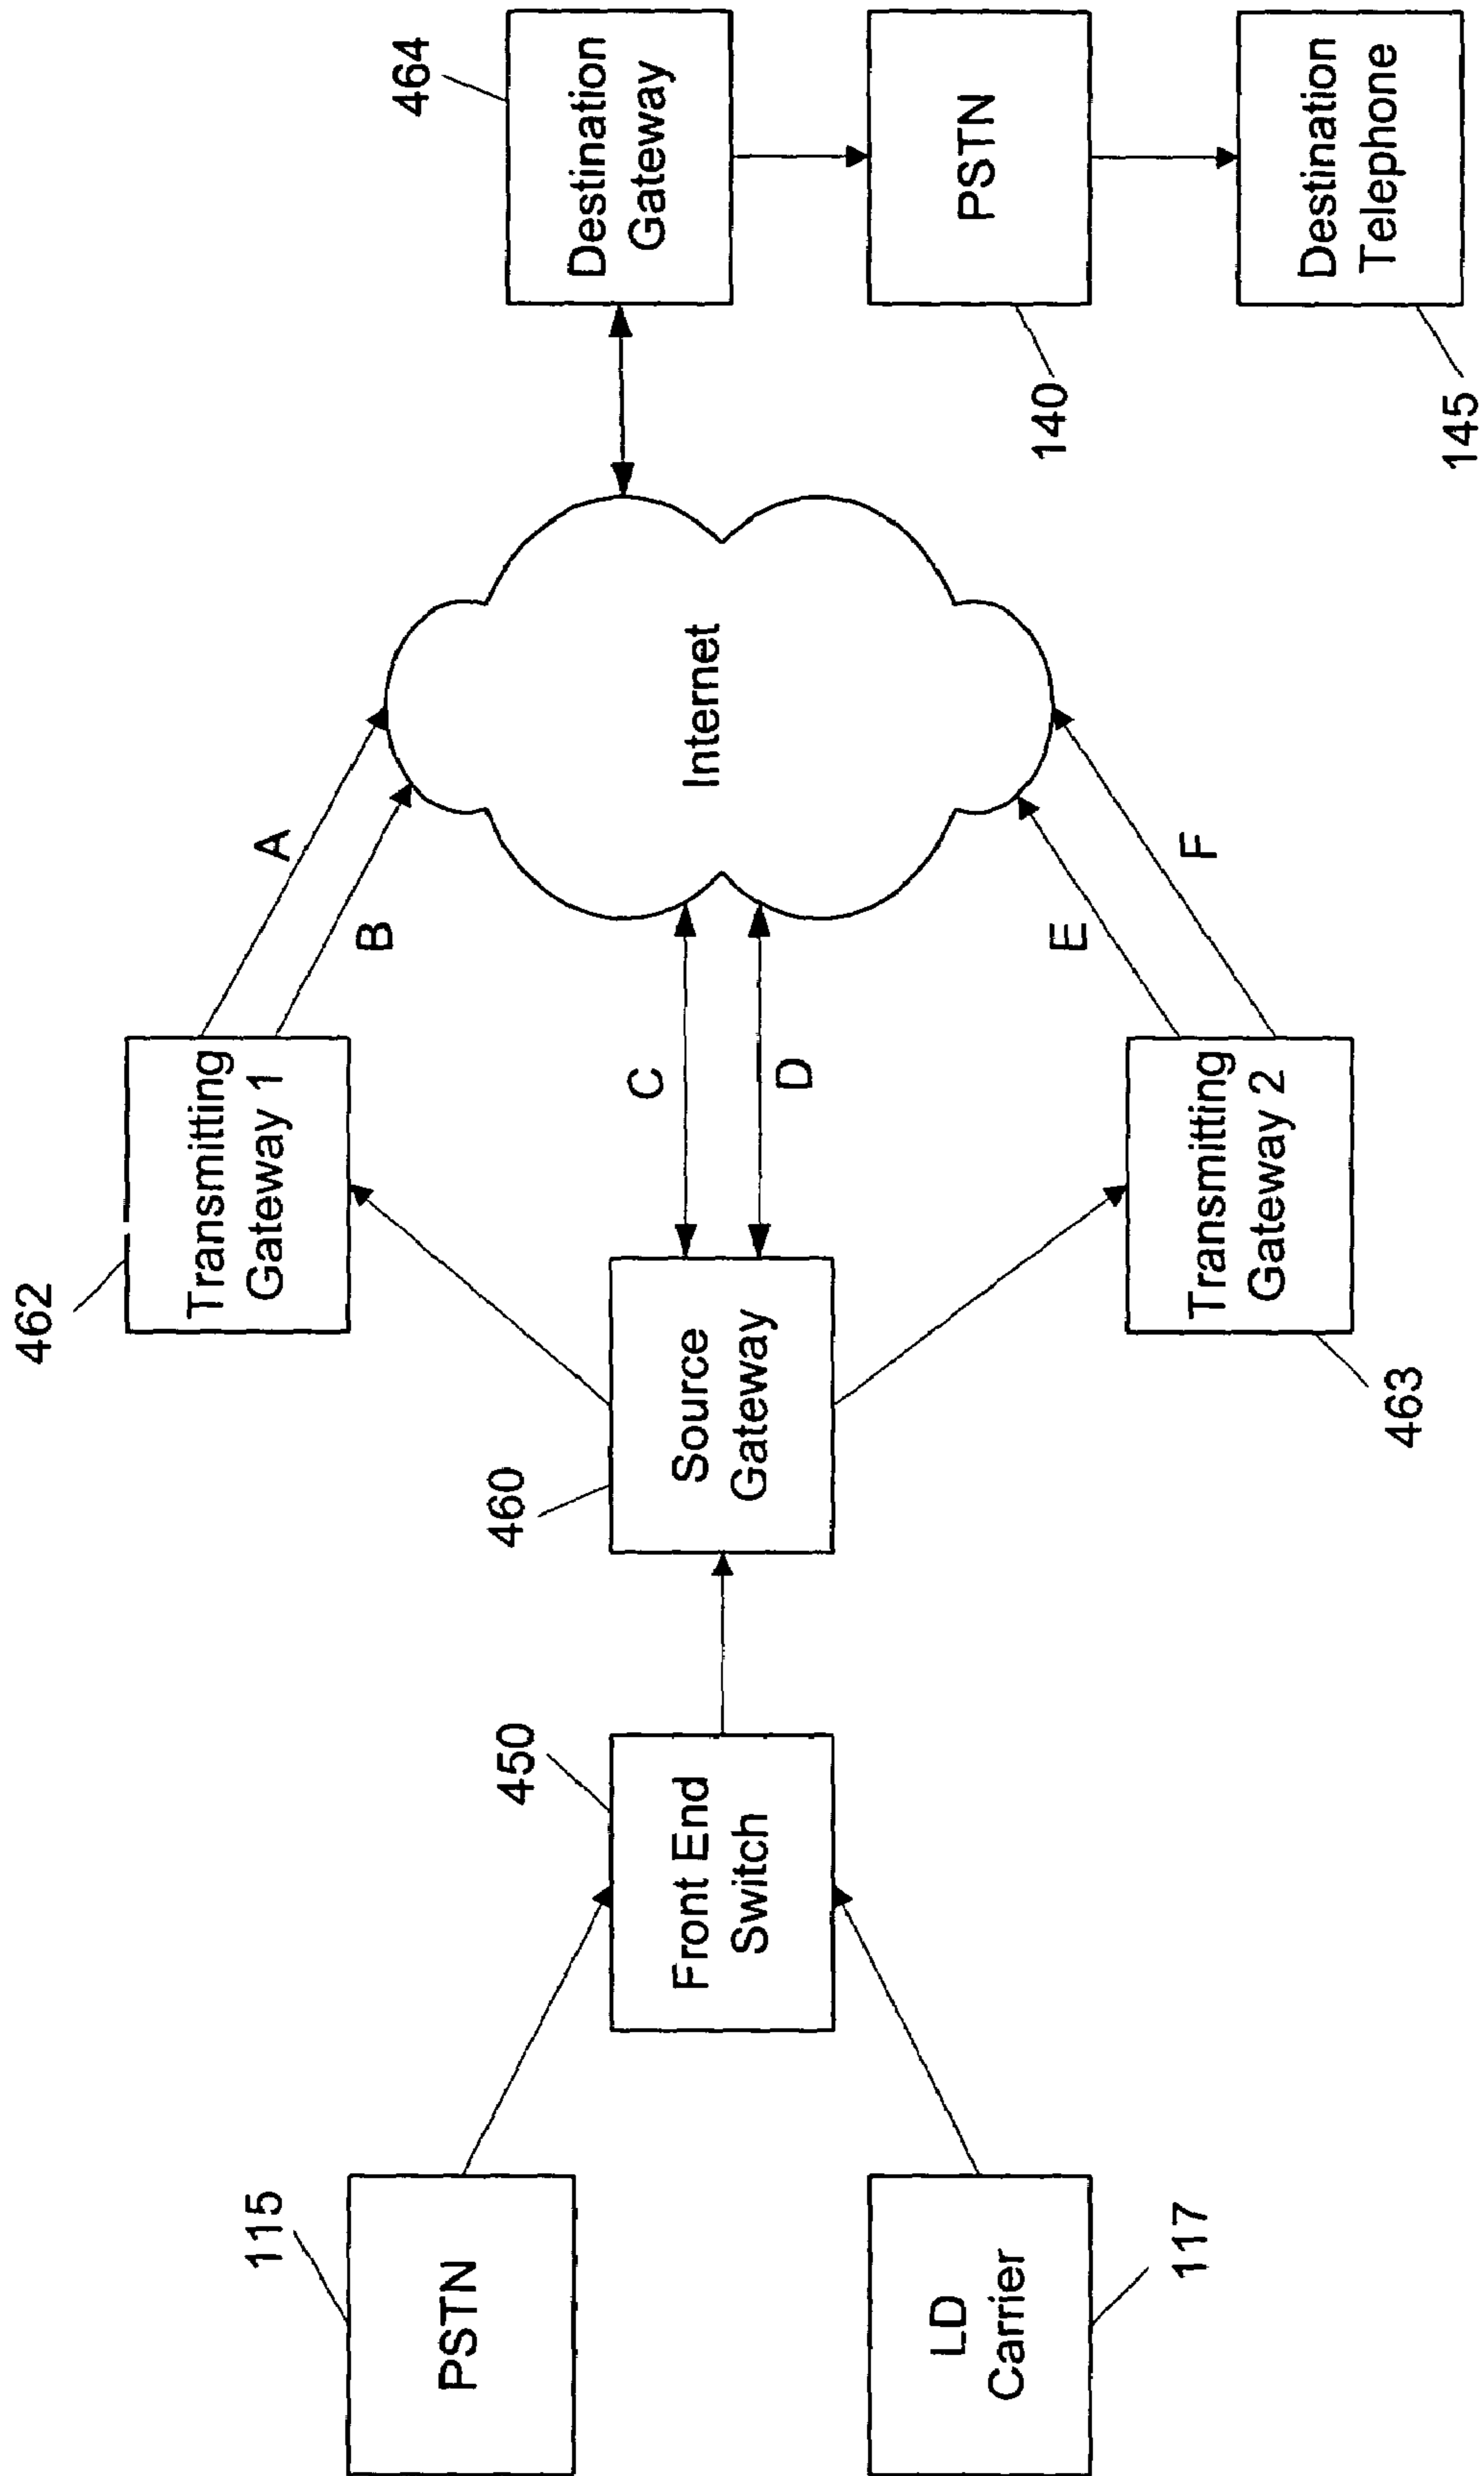 115
PSTN
LD
Carrier
117
450
Front End
Switch
460
Source
Gateway
462
Transmitting
Gateway 1
Transmitting
Gateway 2
463
A
B
C
D
E
F
Internet
464
Destination
Gateway
PSTN
140
Destination
Telephone
145